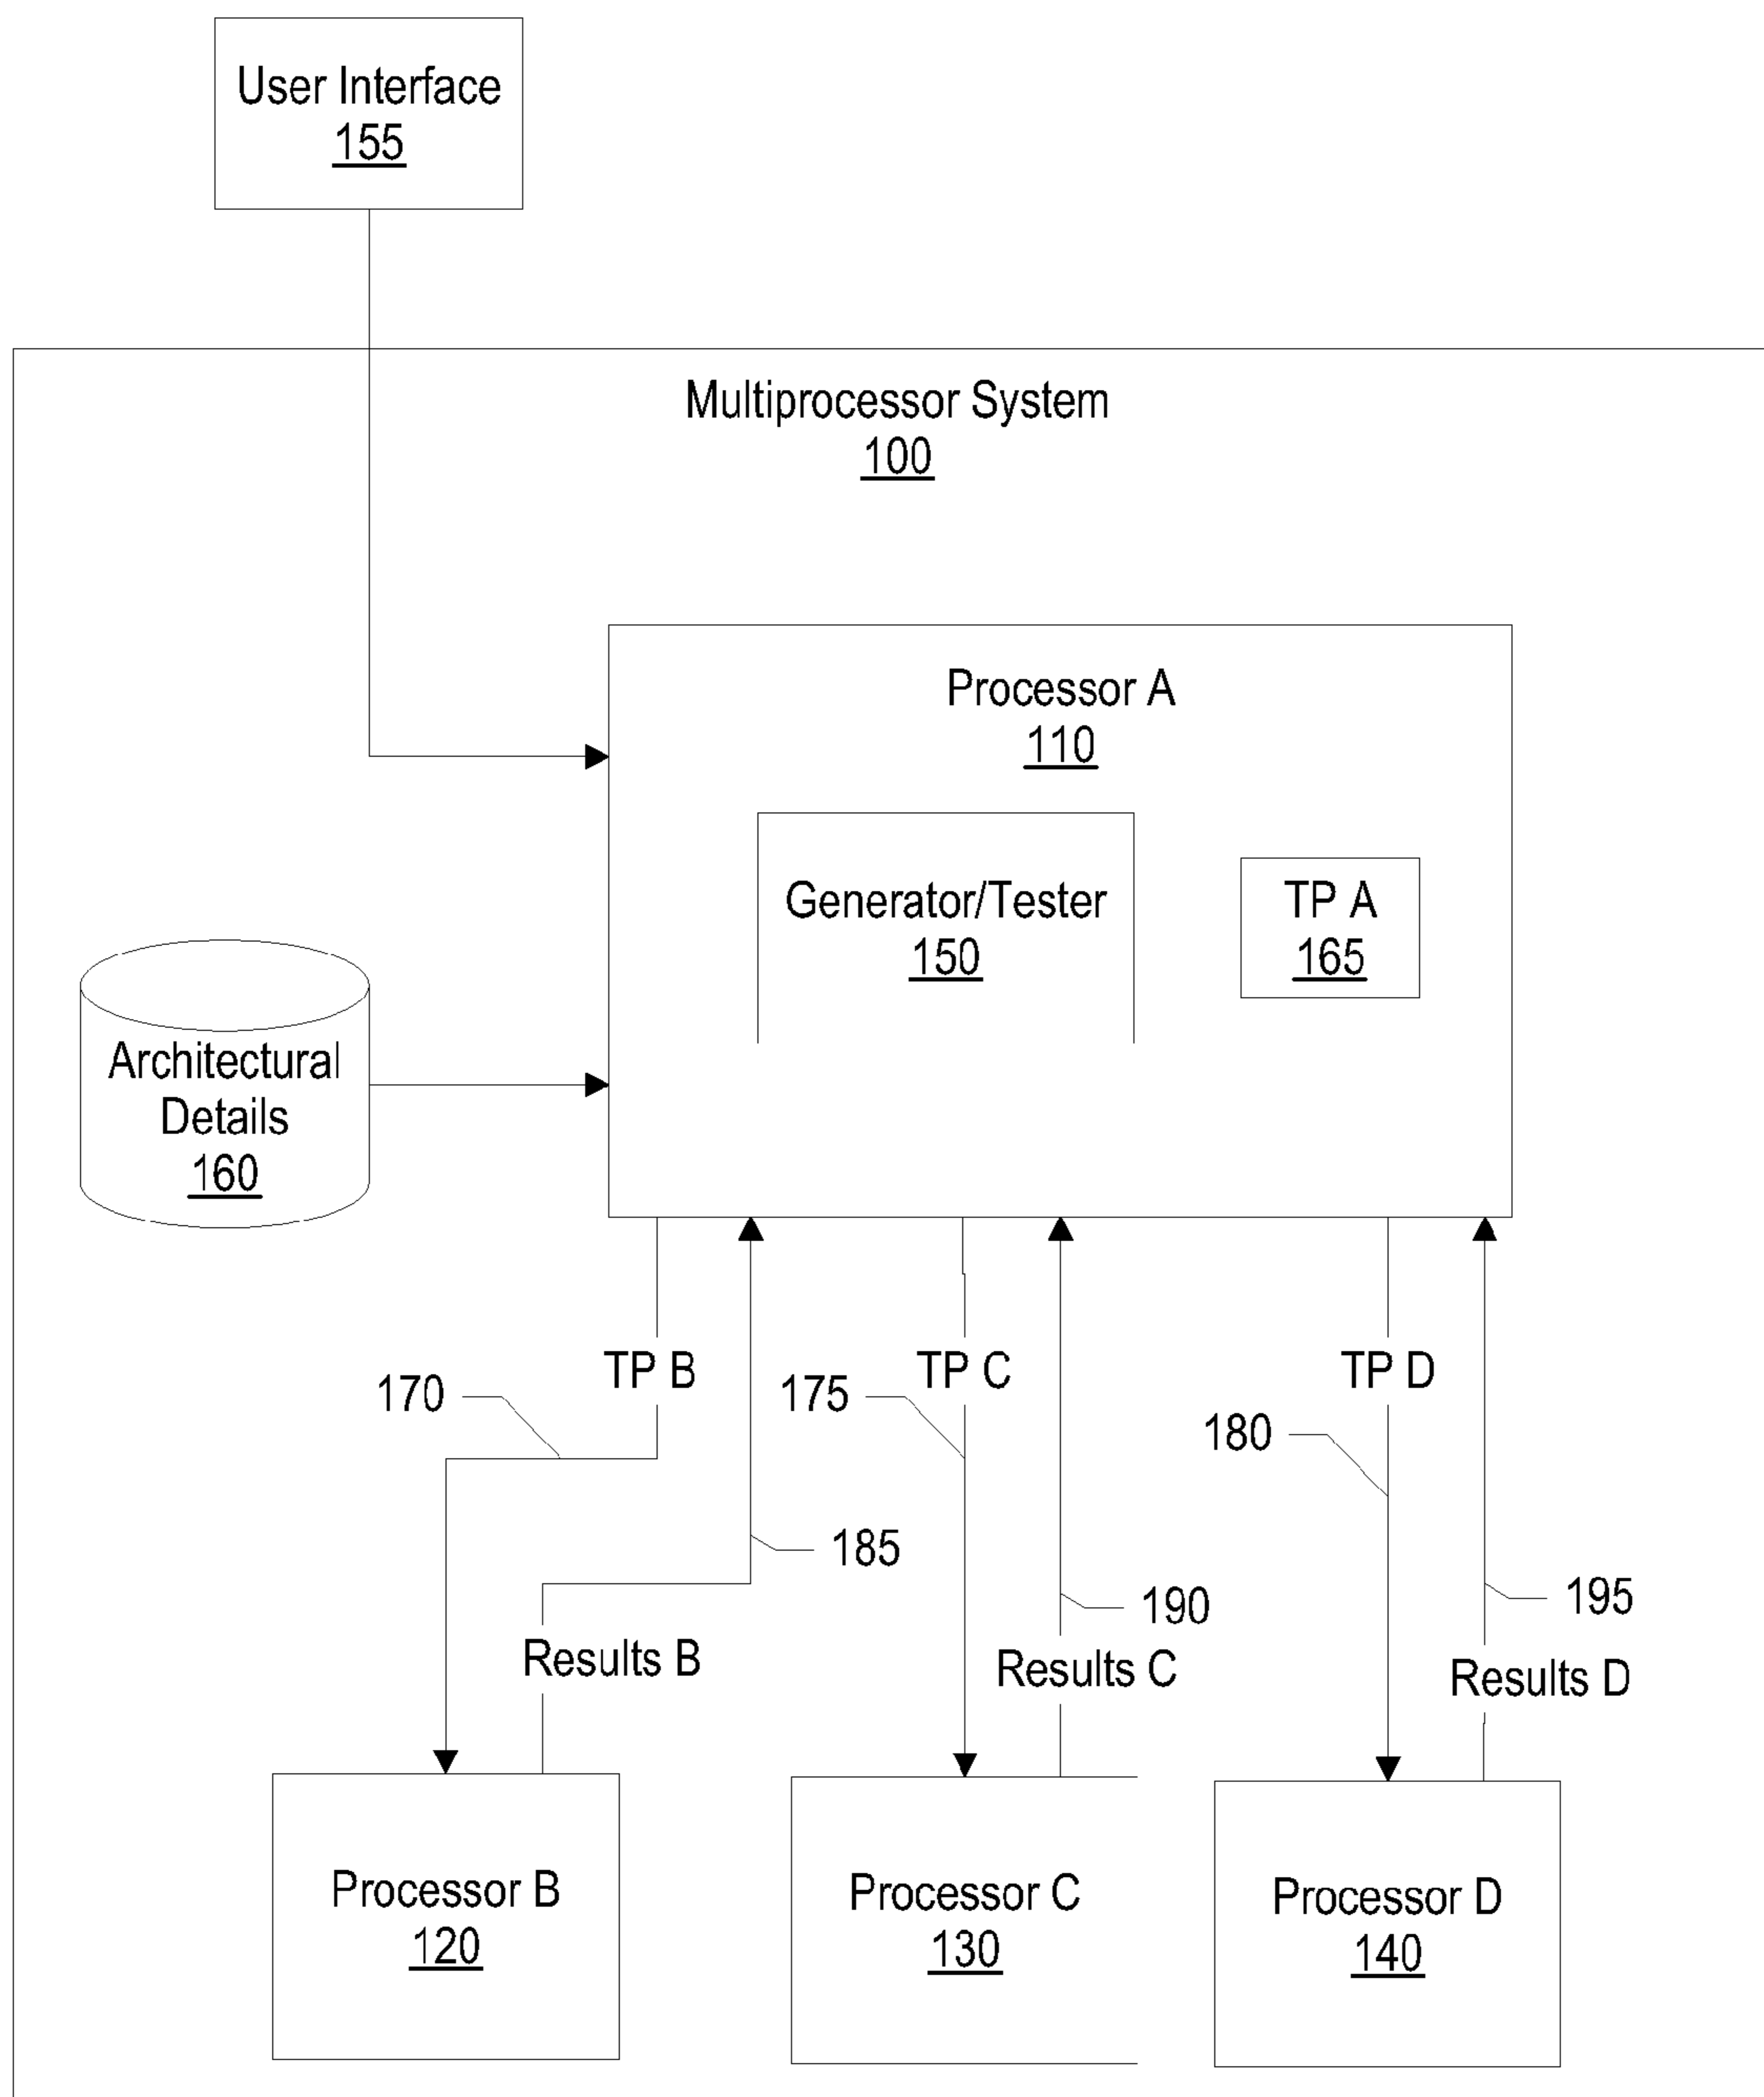 User Interface
155
Multiprocessor System
100
Processor A
110
Generator/Tester
150
TP A
165
Architectural
Details
160
TP B
TP C
TP D
170
175
180
185
190
195
Results B
Results C
Results D
Processor B
120
Processor C
130
Processor D
140